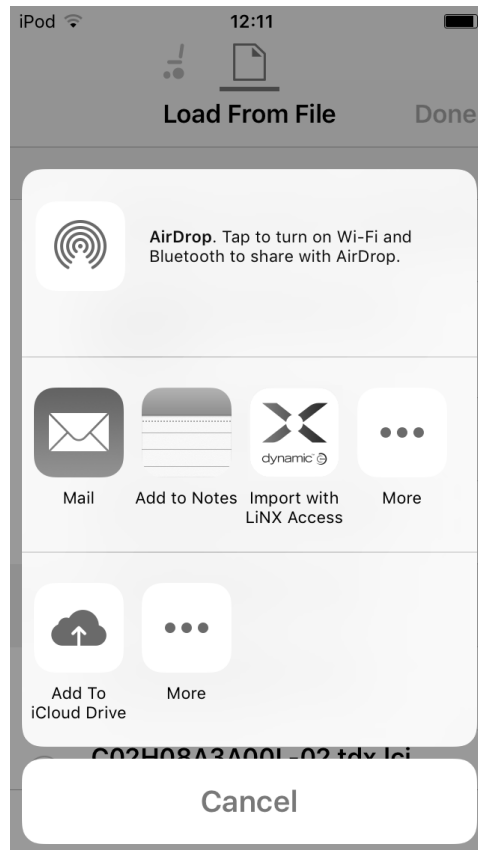 iPod 12:11
Load From File Done
AirDrop. Tap to turn on Wi-Fi and
Bluetooth to share with AirDrop.
dynamic
Mail Add to Notes Import with More
LiNX Access
Add To More
iCloud Drive
Cancel